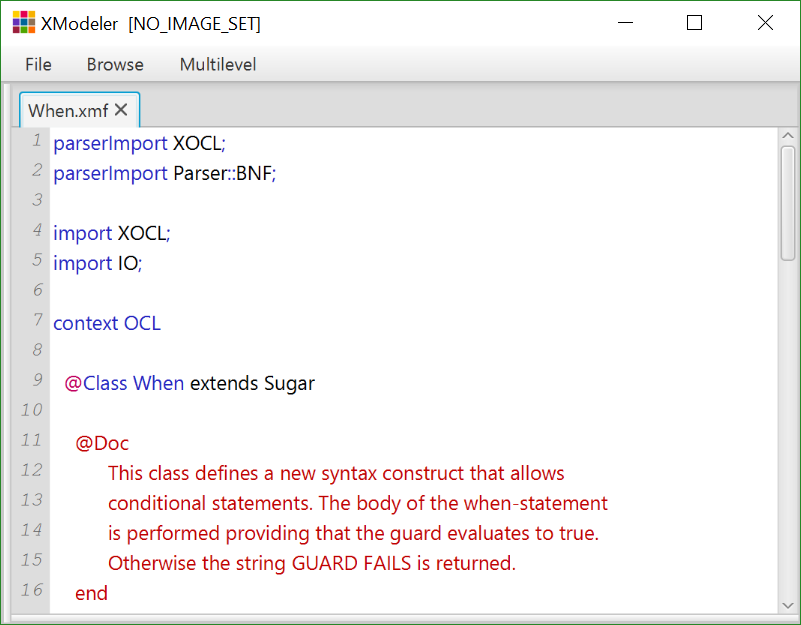 XModeler [NO_IMAGE_SET]
File Browse Multilevel
When.xmf
1 parserImport XOCL;
2 parserImport Parser::BNF;
3
4 import XOCL;
5 import IO;
6
7 context OCL
8
9 @Class When extends Sugar
10
11 @Doc
12 This class defines a new syntax construct that allows
13 conditional statements. The body of the when-statement
14 is performed providing that the guard evaluates to true.
15 Otherwise the string GUARD FAILS is returned.
16 end